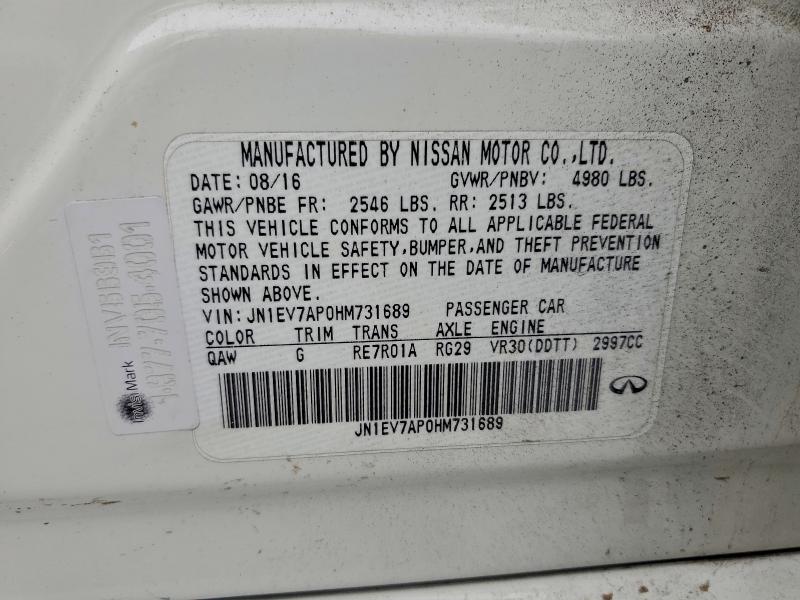 MANUFACTURED BY NISSAN MOTOR CO.,LTD.
DATE: 08/16 GVWR/PNBV: 4980 LBS.
GAWR/PNBE FR: 2546 LBS. RR: 2513 LBS.
THIS VEHICLE CONFORMS TO ALL APPLICABLE FEDERAL
MOTOR VEHICLE SAFETY,BUMPER,AND THEFT PREVENTION
STANDARDS IN EFFECT ON THE DATE OF MANUFACTURE
SHOWN ABOVE.
VIN: JN1EV7AP0HM731689 PASSENGER CAR
COLOR TRIM TRANS AXLE ENGINE
QAW G RE7R01A RG29 VR30(DDTT) 2997CC
JN1EV7AP0HM731689
Mark